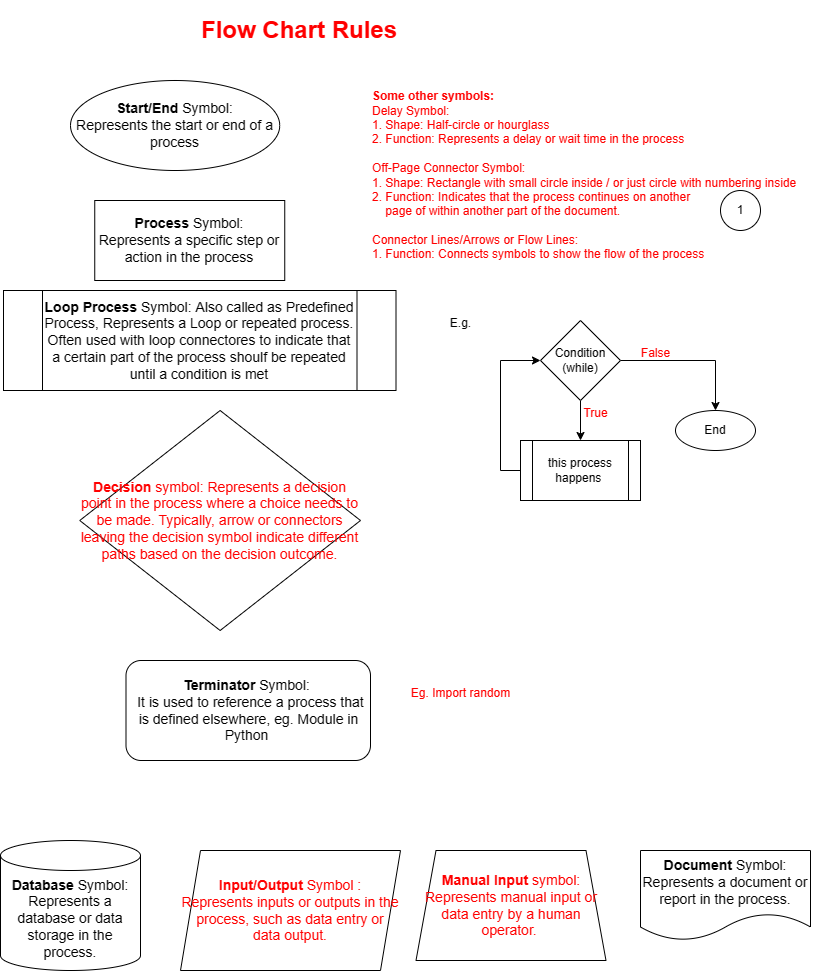 Flow Chart Rules
Start/End Symbol:
Represents the start or end of a
process
Some other symbols:
Delay Symbol:
1. Shape: Half-circle or hourglass
2. Function: Represents a delay or wait time in the process
Off-Page Connector Symbol:
1. Shape: Rectangle with small circle inside / or just circle with numbering inside
2. Function: Indicates that the process continues on another
page of within another part of the document.
1
Connector Lines/Arrows or Flow Lines:
1. Function: Connects symbols to show the flow of the process
Process Symbol:
Represents a specific step or
action in the process
Loop Process Symbol: Also called as Predefined
Process, Represents a Loop or repeated process.
Often used with loop connectores to indicate that
a certain part of the process shoulf be repeated
until a condition is met
E.g.
Condition
(while)
False
True
End
this process
happens
Decision symbol: Represents a decision
point in the process where a choice needs to
be made. Typically, arrow or connectors
leaving the decision symbol indicate different
paths based on the decision outcome.
Terminator Symbol:
It is used to reference a process that
is defined elsewhere, eg. Module in
Python
Eg. Import random
Database Symbol:
Represents a
database or data
storage in the
process.
Input/Output Symbol :
Represents inputs or outputs in the
process, such as data entry or
data output.
Manual Input symbol:
Represents manual input or
data entry by a human
operator.
Document Symbol:
Represents a document or
report in the process.